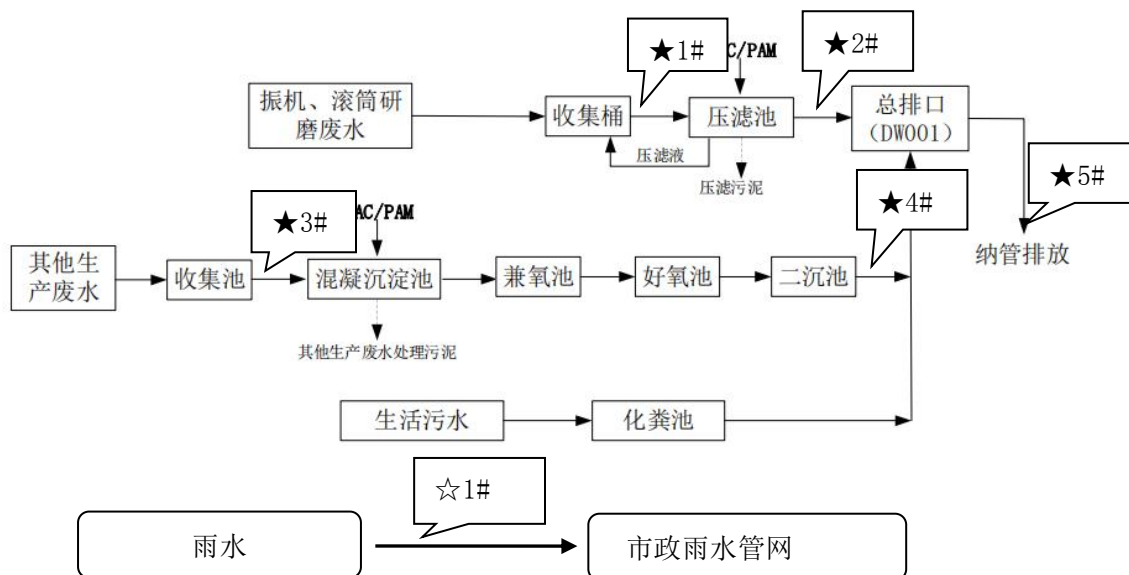 ★1#
C/PAM
★2#
振机、滚筒研
磨废水
收集桶
压滤池
总排口
（DW001）
压滤液
压滤污泥
★5#
★3#
AC/PAM
★4#
其他生
产废水
收集池
混凝沉淀池
兼氧池
好氧池
二沉池
纳管排放
其他生产废水处理污泥
生活污水
化粪池
☆1#
雨水
市政雨水管网